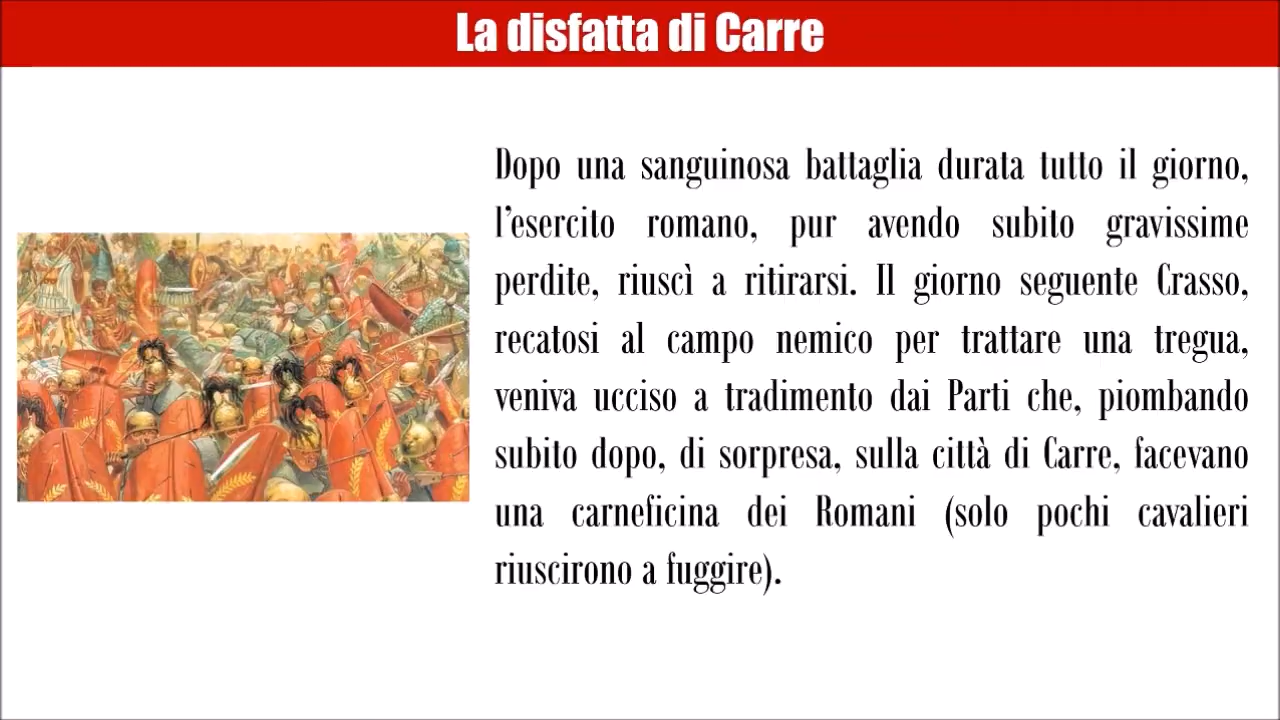 La disfatta di Carre
Dopo una sanguinosa battaglia durata tutto il giorno,
l’esercito romano, pur avendo subito gravissime
perdite, riuscì a ritirarsi. Il giorno seguente Crasso,
recatosi al campo nemico per trattare una tregua,
veniva ucciso a tradimento dai Parti che, piombando
subito dopo, di sorpresa, sulla città di Carre, facevano
una carneficina dei Romani (solo pochi cavalieri
riuscirono a fuggire).